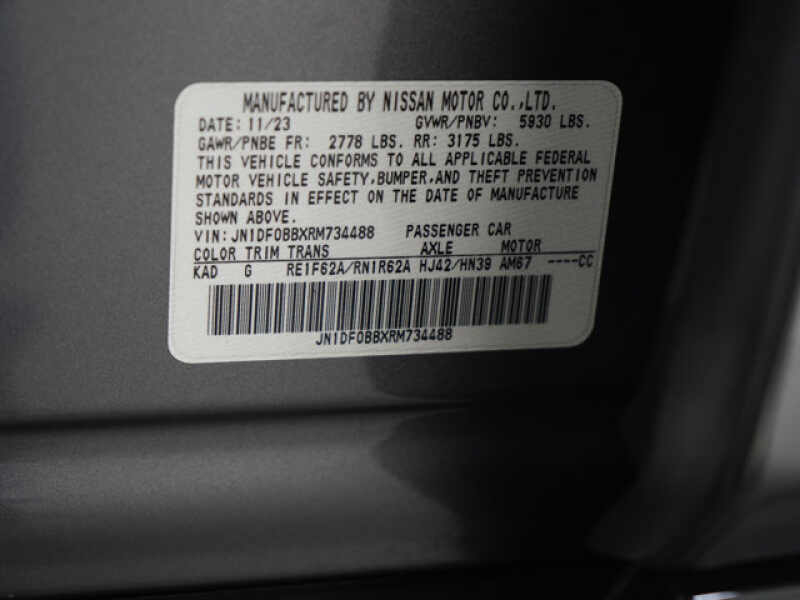 MANUFACTURED BY NISSAN MOTOR CO.,LTD.
DATE: 11/23 GVWR/PNBV: 5930 LBS.
GAWR/PNBE FR: 2778 LBS. RR: 3175 LBS.
THIS VEHICLE CONFORMS TO ALL APPLICABLE FEDERAL
MOTOR VEHICLE SAFETY,BUMPER,AND THEFT PREVENTION
STANDARDS IN EFFECT ON THE DATE OF MANUFACTURE
SHOWN ABOVE.
VIN: JN1DF0BBXRM734488 PASSENGER CAR
COLOR TRIM TRANS AXLE MOTOR
KAD G RE1F62A/RN1R62A HJ42/HN39 AM67 ----CC
JN1DF0BBXRM734488